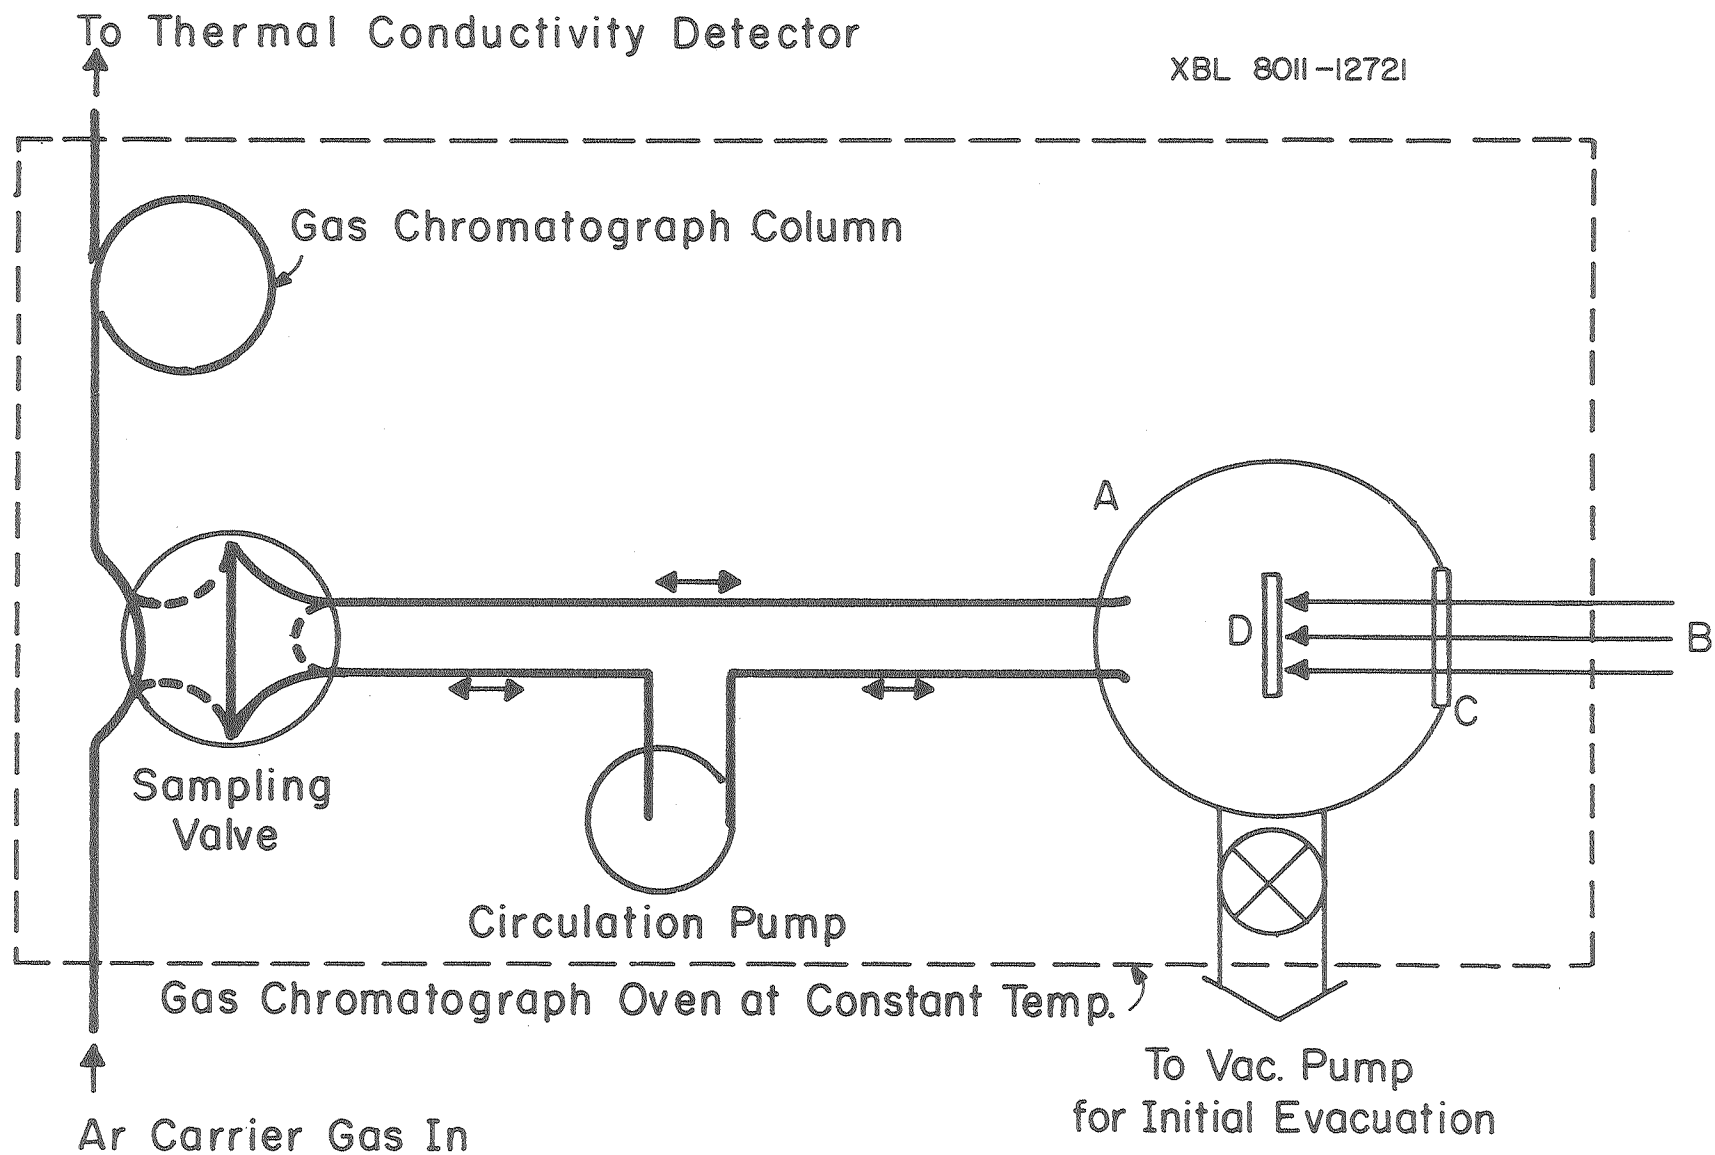 To Thermal Conductivity Detector
XBL 8011-12721
Gas Chromatograph Column
A
D
B
C
Sampling
Valve
Circulation Pump
Gas Chromatograph Oven at Constant Temp.
To Vac. Pump
for Initial Evacuation
Ar Carrier Gas In